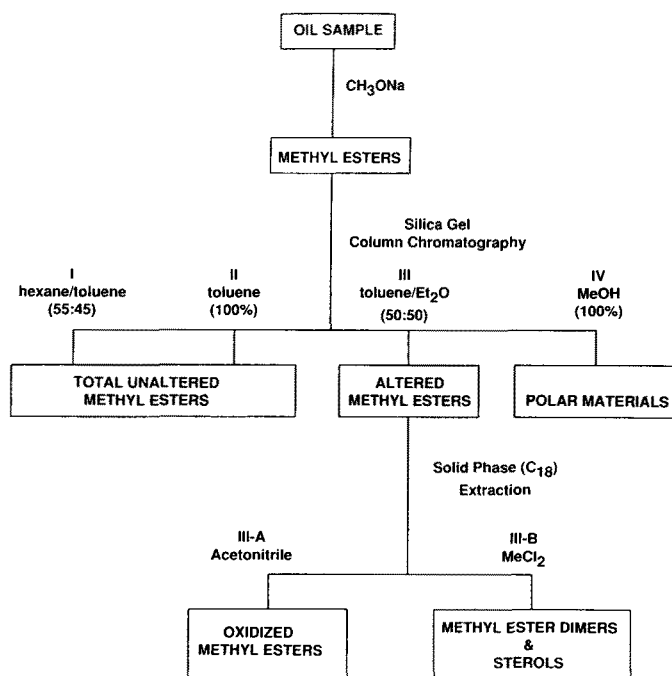 OIL SAMPLE
CH3ONa
METHYL ESTERS
Silica Gel
Column Chromatography
I
hexane/toluene
(55:45)
II
toluene
(100%)
III
toluene/Et2O
(50:50)
IV
MeOH
(100%)
TOTAL UNALTERED
METHYL ESTERS
ALTERED
METHYL ESTERS
POLAR MATERIALS
Solid Phase (C18)
Extraction
III-A
Acetonitrile
III-B
MeCl2
OXIDIZED
METHYL ESTERS
METHYL ESTER DIMERS
&
STEROLS